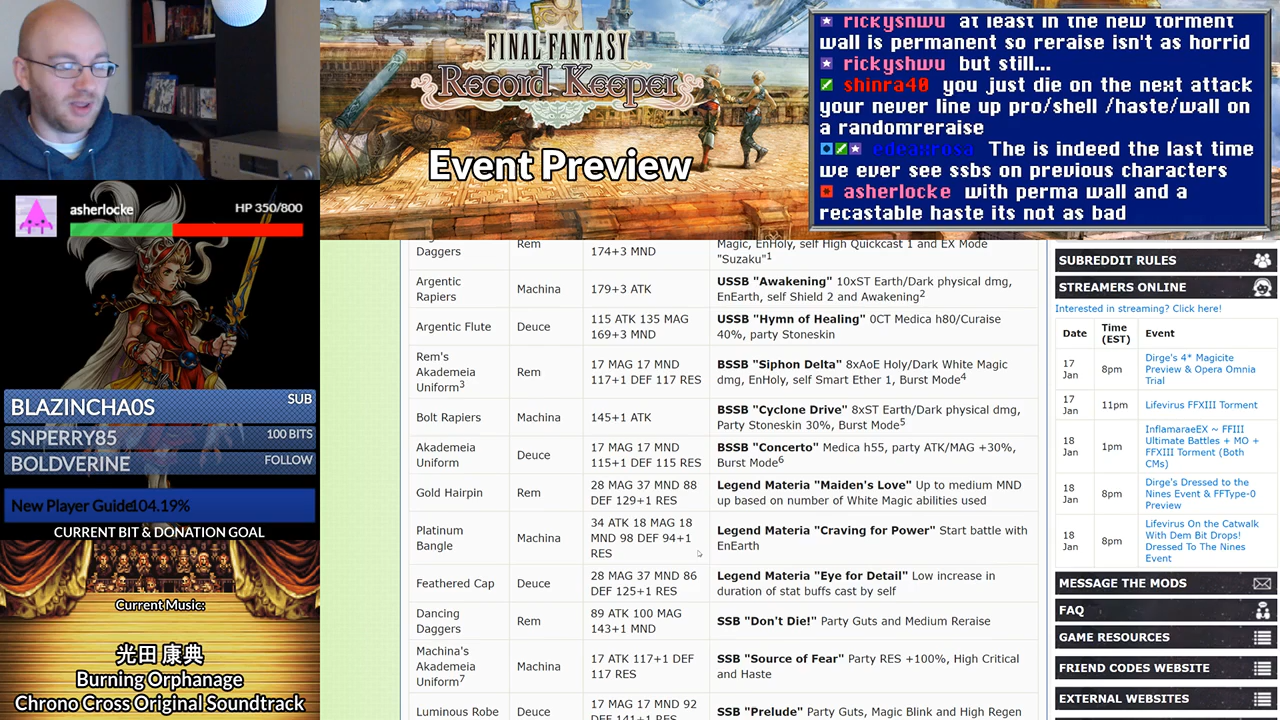 FINAL FANTASY
Record Keeper
Event Preview
rickyshwu at least in the new torment
wall is permanent so reraise isn't as horrid
rickyshwu but still...
shinra40 you just die on the next attack
your never line up pro/shell /haste/wall on
a randomreraise
edeaxrosa The is indeed the last time
we ever see ssbs on previous characters
asherlocke with perma wall and a
recastable haste its not as bad
asherlocke
HP 350/800
BLAZINCHA0S
SUB
SNPERRY85
100 BITS
BOLDVERINE
FOLLOW
New Player Guide104.19%
CURRENT BIT & DONATION GOAL
Current Music:
光田 康典
Burning Orphanage
Chrono Cross Original Soundtrack
Daggers
Rem
174+3 MND
Magic, EnHoly, self High Quickcast 1 and EX Mode
"Suzaku"1
Argentic
Rapiers
Machina
179+3 ATK
USSB "Awakening" 10xST Earth/Dark physical dmg,
EnEarth, self Shield 2 and Awakening2
Argentic Flute
Deuce
115 ATK 135 MAG
169+3 MND
USSB "Hymn of Healing" 0CT Medica h80/Curaise
40%, party Stoneskin
Rem's
Akademeia
Uniform3
Rem
17 MAG 17 MND
117+1 DEF 117 RES
BSSB "Siphon Delta" 8xAoE Holy/Dark White Magic
dmg, EnHoly, self Smart Ether 1, Burst Mode4
Bolt Rapiers
Machina
145+1 ATK
BSSB "Cyclone Drive" 8xST Earth/Dark physical dmg,
Party Stoneskin 30%, Burst Mode5
Akademeia
Uniform
Deuce
17 MAG 17 MND
115+1 DEF 115 RES
BSSB "Concerto" Medica h55, party ATK/MAG +30%,
Burst Mode6
Gold Hairpin
Rem
28 MAG 37 MND 88
DEF 129+1 RES
Legend Materia "Maiden's Love" Up to medium MND
up based on number of White Magic abilities used
Platinum
Bangle
Machina
34 ATK 18 MAG 18
MND 98 DEF 94+1
RES
Legend Materia "Craving for Power" Start battle with
EnEarth
Feathered Cap
Deuce
28 MAG 37 MND 86
DEF 125+1 RES
Legend Materia "Eye for Detail" Low increase in
duration of stat buffs cast by self
Dancing
Daggers
Rem
89 ATK 100 MAG
143+1 MND
SSB "Don't Die!" Party Guts and Medium Reraise
Machina's
Akademeia
Uniform7
Machina
17 ATK 117+1 DEF
117 RES
SSB "Source of Fear" Party RES +100%, High Critical
and Haste
Luminous Robe
17 MAG 17 MND 92
DEF 141+1 RES
SSB "Prelude" Party Guts, Magic Blink and High Regen
SUBREDDIT RULES
STREAMERS ONLINE
Interested in streaming? Click here!
Date
Time
(EST)
Event
17
Jan
8pm
Dirge's 4* Magicite
Preview & Opera Omnia
Trial
17
Jan
11pm
Lifevirus FFXIII Torment
18
Jan
1pm
InflamaraeEX ~ FFIII
Ultimate Battles + MO +
FFXIII Torment (Both
CMs)
18
Jan
8pm
Dirge's Dressed to the
Nines Event & FFType-0
Preview
18
Jan
8pm
Lifevirus On the Catwalk
With Dem Bit Drops!
Dressed To The Nines
Event
MESSAGE THE MODS
FAQ
GAME RESOURCES
FRIEND CODES WEBSITE
EXTERNAL WEBSITES